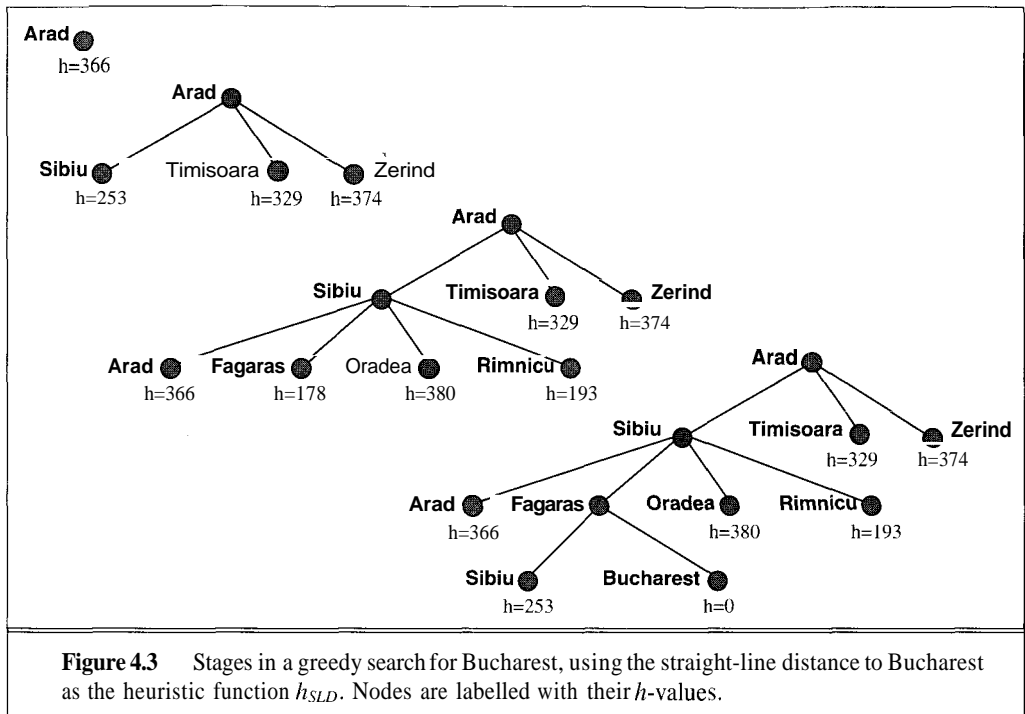 Arad
h=366
Arad
Sibiu Timisoara Zerind
h=253 h=329 h=374
Arad
Sibiu Timisoara Zerind
h=329 h=374
Arad Fagaras Oradea Rimnicu
h=366 h=178 h=380 h=193
Arad
Sibiu Timisoara Zerind
h=329 h=374
Arad Fagaras Oradea Rimnicu
h=366 h=380 h=193
Sibiu Bucharest
h=253 h=0
Figure 4.3 Stages in a greedy search for Bucharest, using the straight-line distance to Bucharest
as the heuristic function hSLD. Nodes are labelled with their h-values.